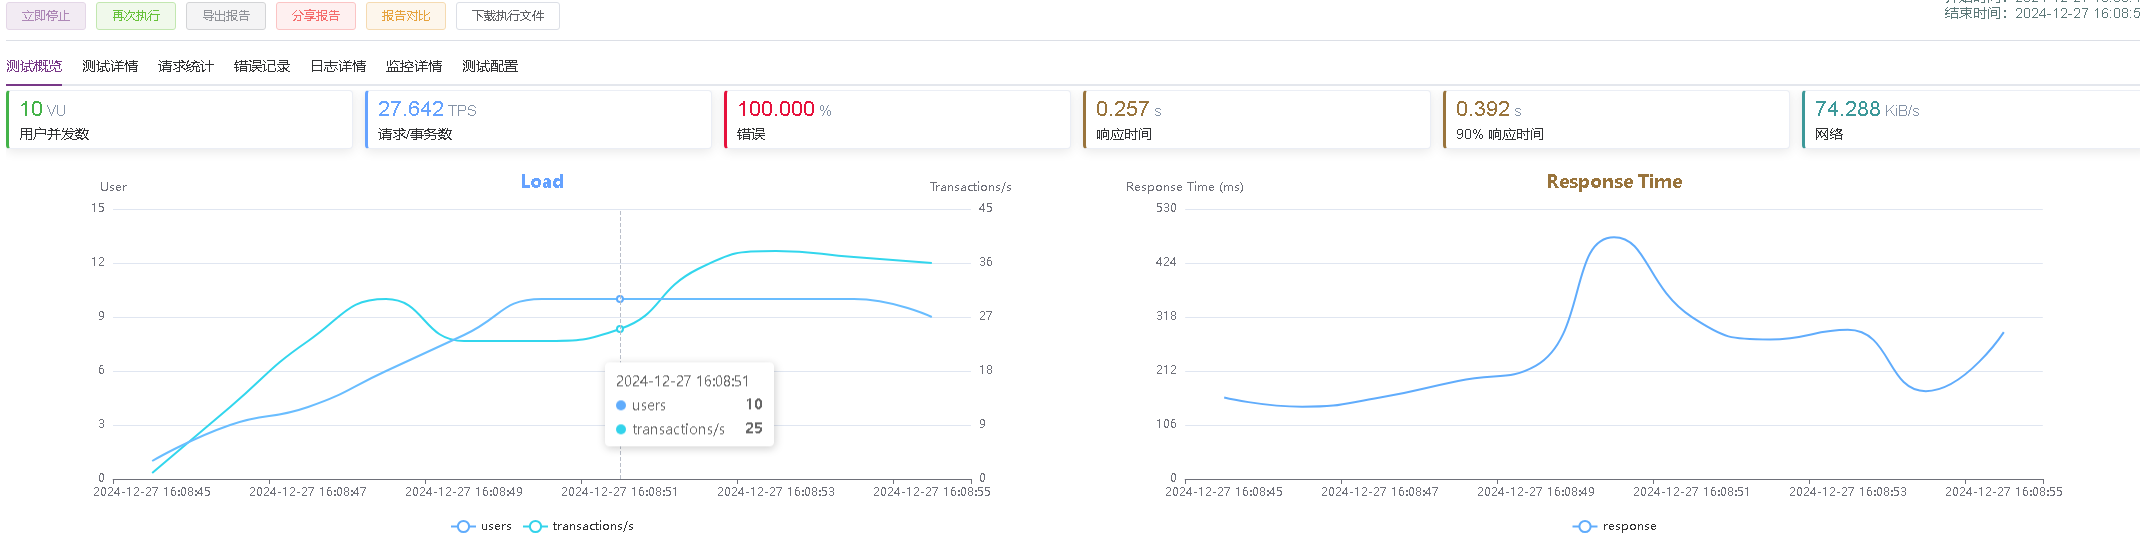 立即停止 再次执行 导出报告 分享报告 报告对比 下载执行文件
结束时间：2024-12-27 16:08:5
测试概览 测试详情 请求统计 错误记录 日志详情 监控详情 测试配置
10 VU 27.642 TPS 100.000 % 0.257 s 0.392 s 74.288 KiB/s
用户并发数 请求/事务数 错误 响应时间 90% 响应时间 网络
Load
User Transactions/s
15 45
12 36
9 27
6 18
3 9
0 0
2024-12-27 16:08:45 2024-12-27 16:08:47 2024-12-27 16:08:49 2024-12-27 16:08:51 2024-12-27 16:08:53 2024-12-27 16:08:55
2024-12-27 16:08:51
users 10
transactions/s 25
users transactions/s
Response Time
Response Time (ms)
530
424
318
212
106
0
2024-12-27 16:08:45 2024-12-27 16:08:47 2024-12-27 16:08:49 2024-12-27 16:08:51 2024-12-27 16:08:53 2024-12-27 16:08:55
response